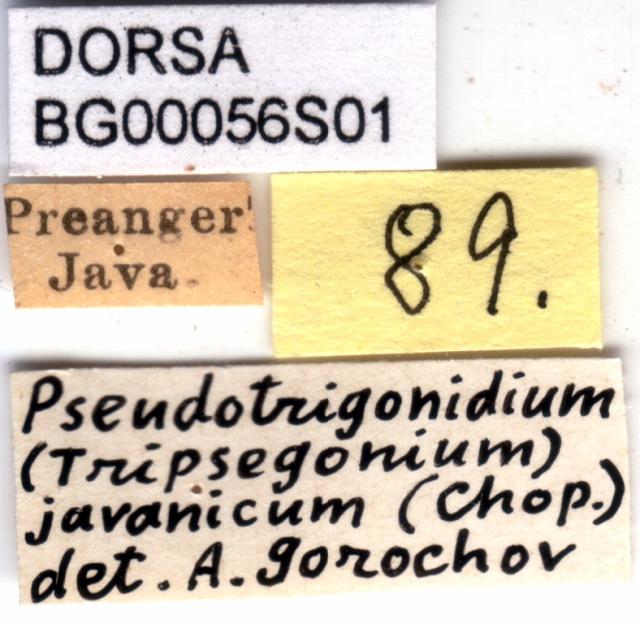 DORSA
BG00056S01
Preanger
Java.
89.
Pseudotrigonidium
(Tripsegonium)
javanicum (Chop.)
det. A. Gorochov